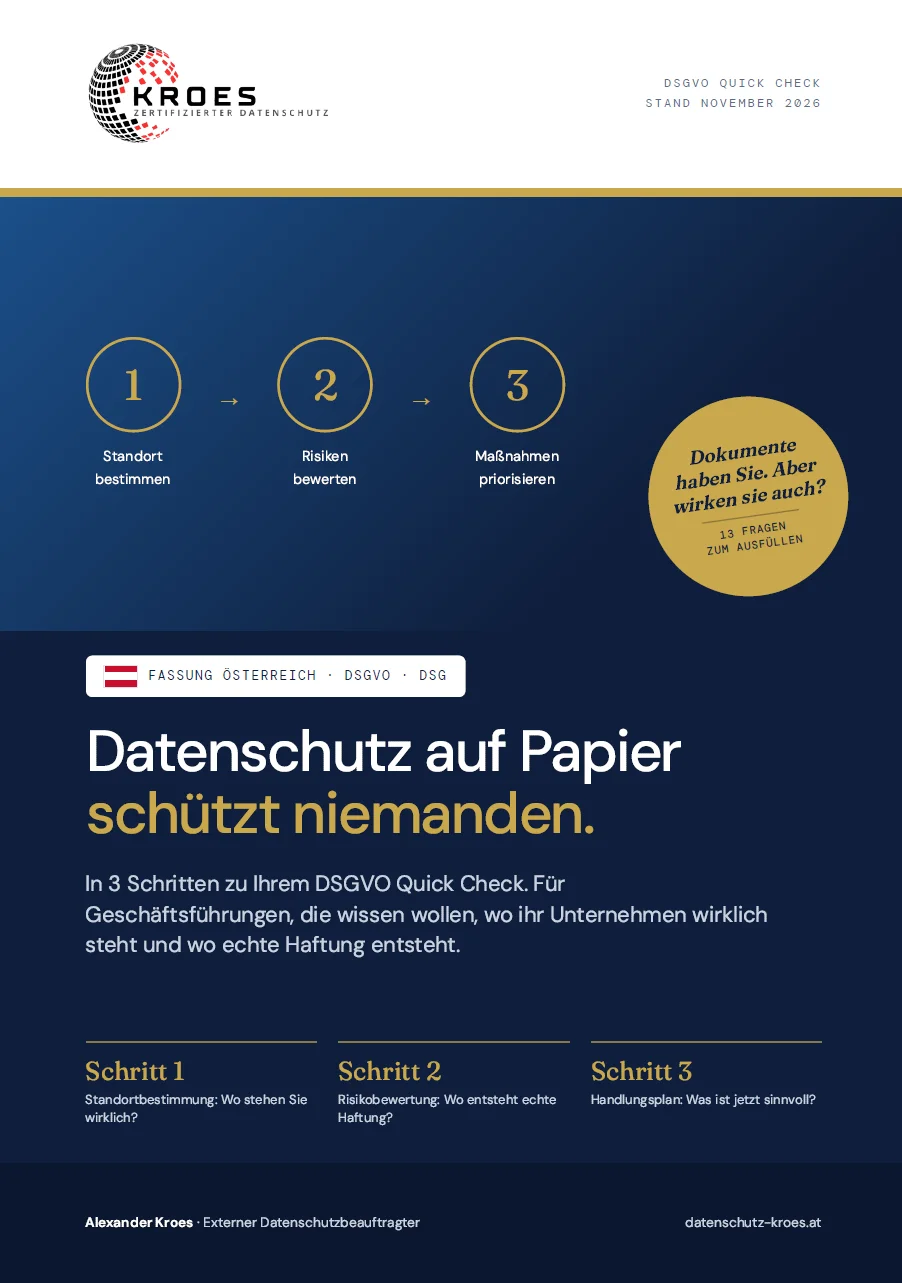 KROES
ZERTIFIZIERTER DATENSCHUTZ
DSGVO QUICK CHECK
STAND NOVEMBER 2026
1
→
2
→
3
Standort
bestimmen
Risiken
bewerten
Maßnahmen
priorisieren
Dokumente
haben Sie. Aber
wirken sie auch?
13 FRAGEN
ZUM AUSFÜLLEN
FASSUNG ÖSTERREICH · DSGVO · DSG
Datenschutz auf Papier
schützt niemanden.
In 3 Schritten zu Ihrem DSGVO Quick Check. Für
Geschäftsführungen, die wissen wollen, wo ihr Unternehmen wirklich
steht und wo echte Haftung entsteht.
Schritt 1
Standortbestimmung: Wo stehen Sie
wirklich?
Schritt 2
Risikobewertung: Wo entsteht echte
Haftung?
Schritt 3
Handlungsplan: Was ist jetzt sinnvoll?
Alexander Kroes · Externer Datenschutzbeauftragter
datenschutz-kroes.at